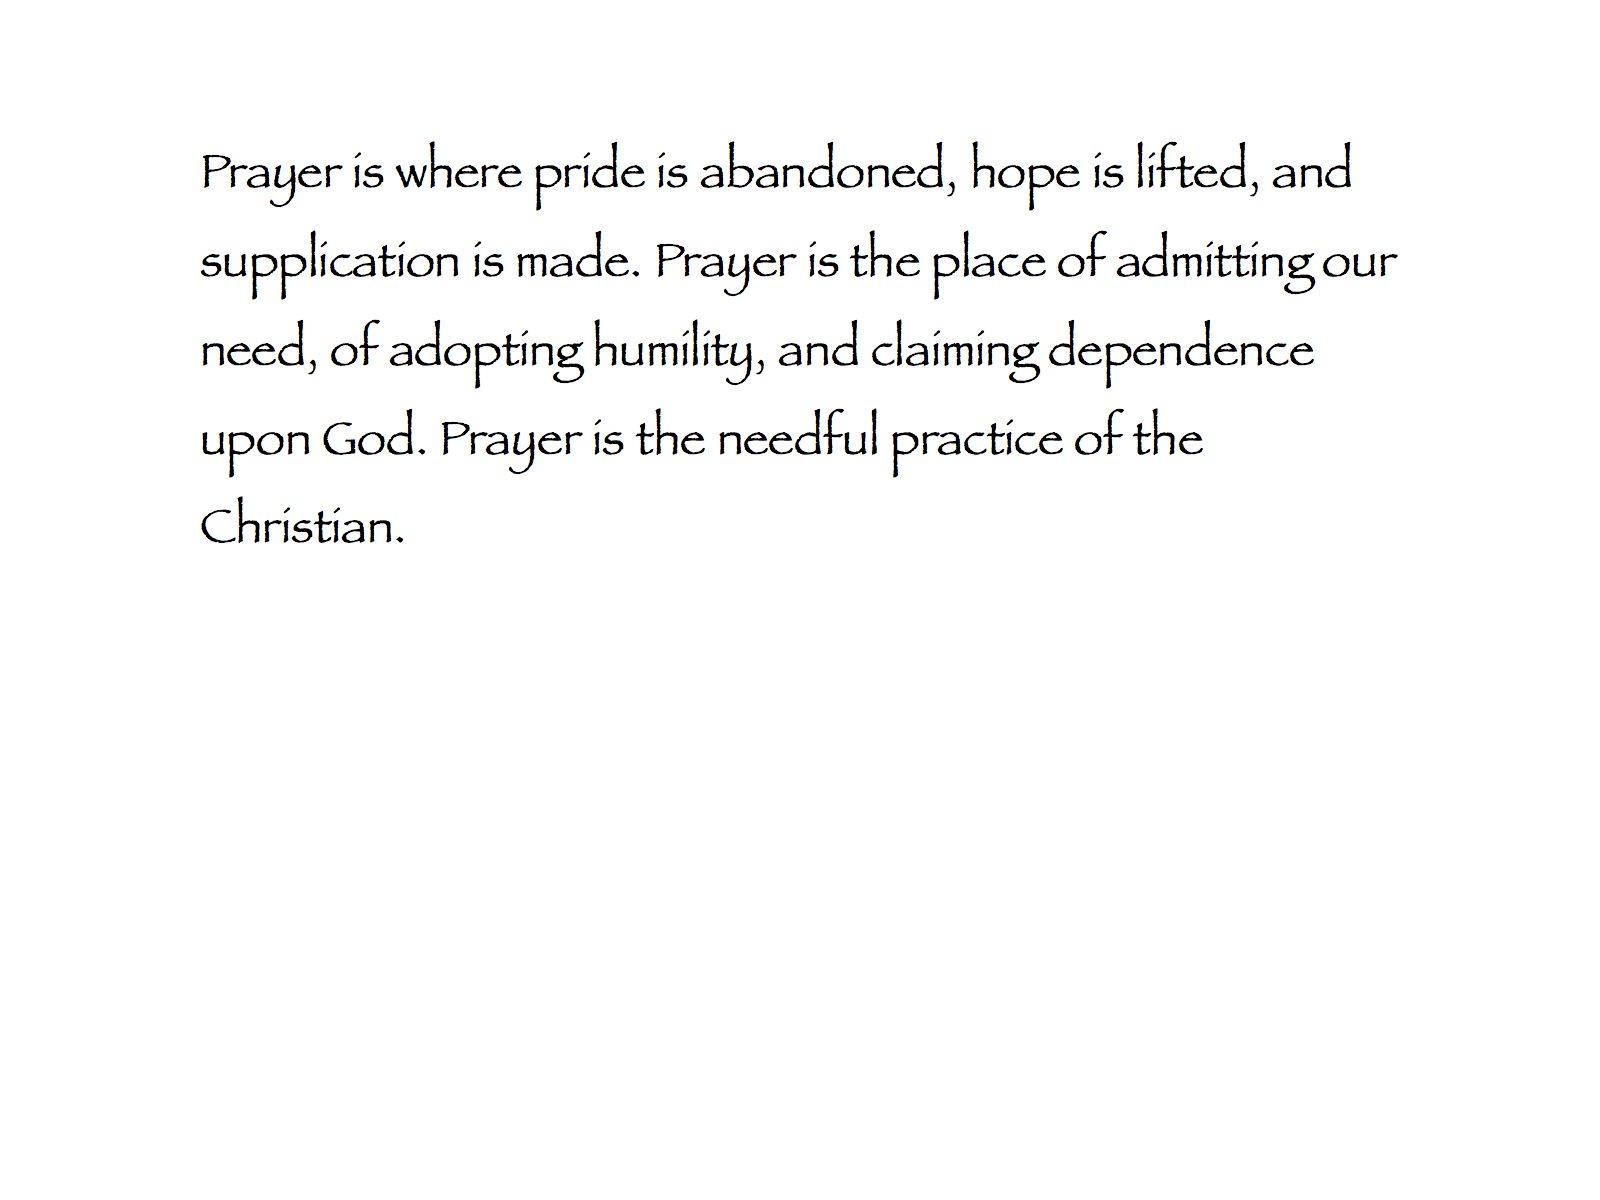 Prayer is where pride is abandoned, hope is lifted, and
supplication is made. Prayer is the place of admitting our
need, of adopting humility, and claiming dependence
upon God. Prayer is the needful practice of the
Christian.